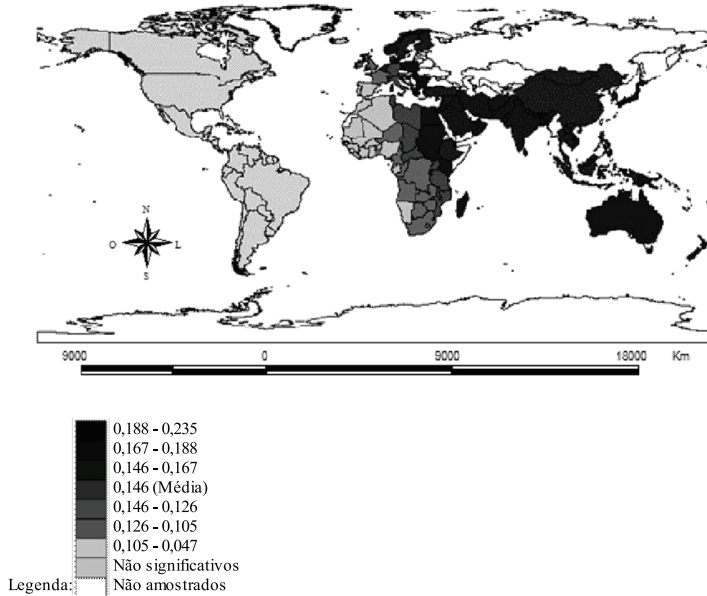 N
O L
S
9000 0 9000 18000 Km
0,188 - 0,235
0,167 - 0,188
0,146 - 0,167
0,146 (Média)
0,146 - 0,126
0,126 - 0,105
0,105 - 0,047
Não significativos
Legenda: Não amostrados